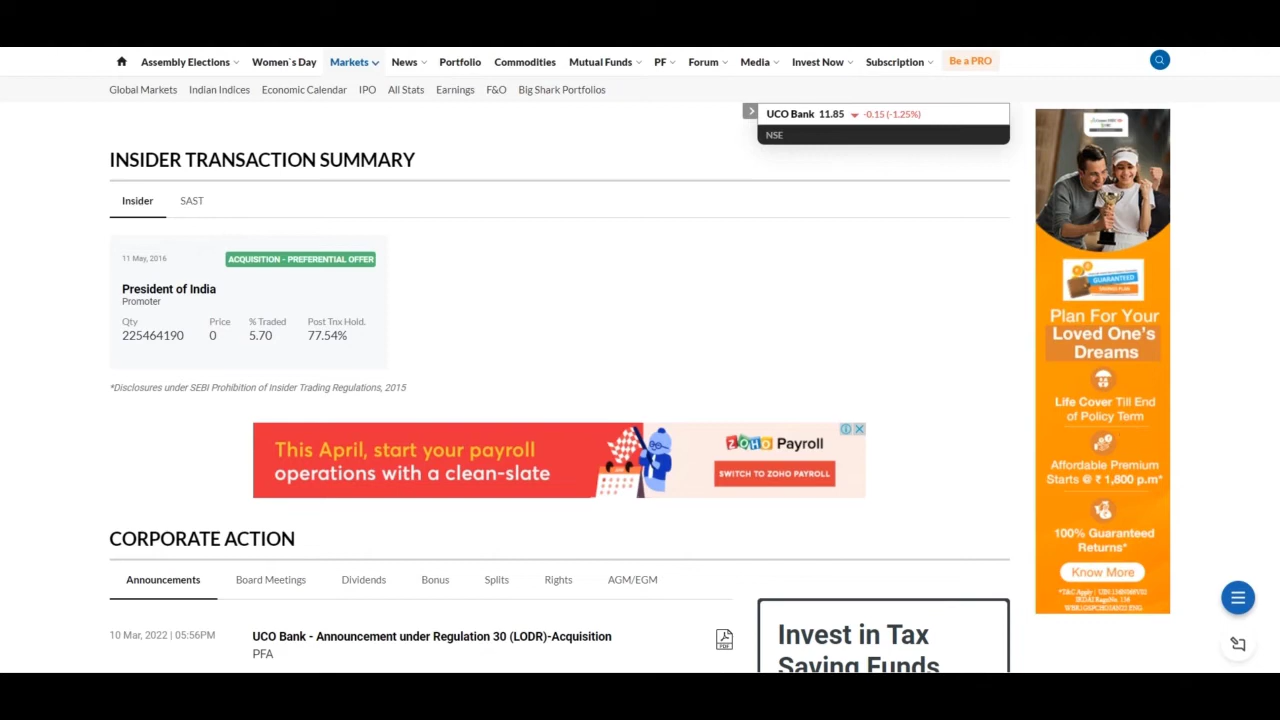 Assembly Elections Women`s Day Markets News Portfolio Commodities Mutual Funds PF Forum Media Invest Now Subscription Be a PRO
Global Markets Indian Indices Economic Calendar IPO All Stats Earnings F&O Big Shark Portfolios
UCO Bank 11.85 -0.15 (-1.25%)
NSE
INSIDER TRANSACTION SUMMARY
Insider SAST
11 May, 2016 ACQUISITION - PREFERENTIAL OFFER
President of India
Promoter
Qty Price % Traded Post Tnx Hold.
225464190 0 5.70 77.54%
*Disclosures under SEBI Prohibition of Insider Trading Regulations, 2015
This April, start your payroll
operations with a clean-slate
ZOHO Payroll
SWITCH TO ZOHO PAYROLL
CORPORATE ACTION
Announcements Board Meetings Dividends Bonus Splits Rights AGM/EGM
10 Mar, 2022 | 05:56PM UCO Bank - Announcement under Regulation 30 (LODR)-Acquisition
PFA
PDF
Invest in Tax
Saving Funds
GUARANTEED
Plan For Your
Loved One's
Dreams
Life Cover Till End
of Policy Term
Affordable Premium
Starts @ ₹ 1,800 p.m*
100% Guaranteed
Returns*
Know More